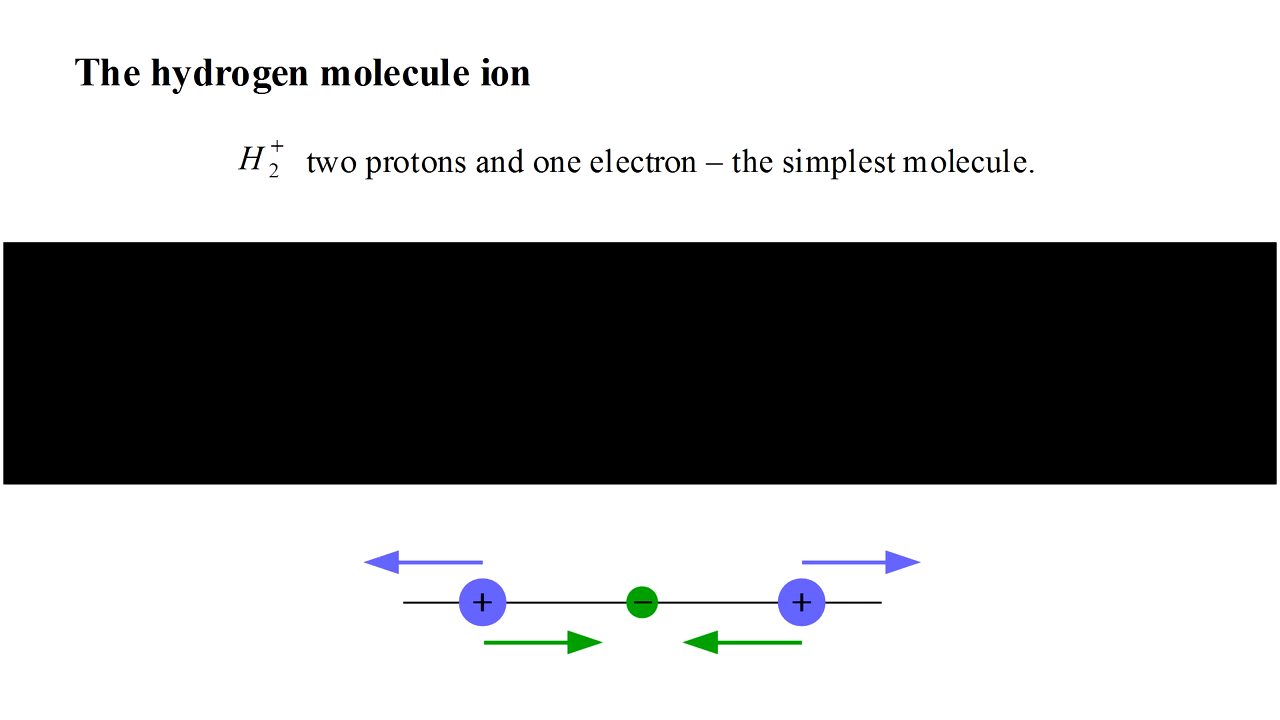 The hydrogen molecule ion
H₂⁺ two protons and one electron – the simplest molecule.
+ − +